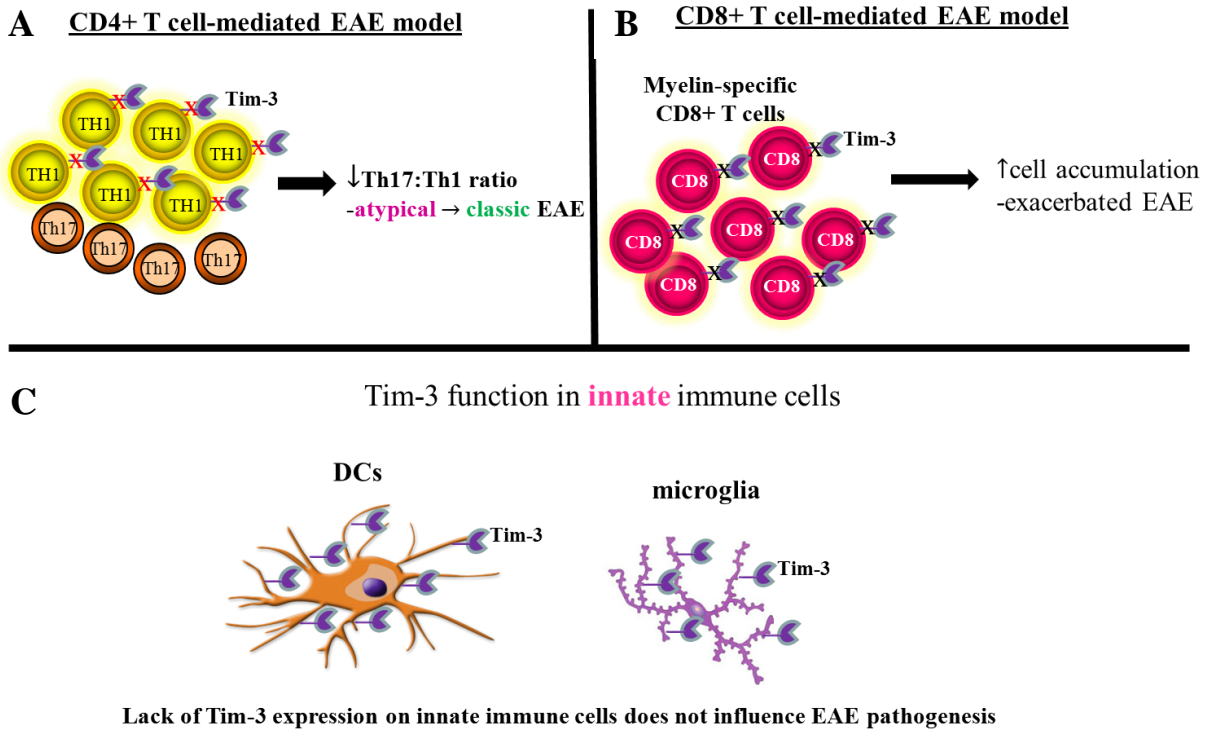 A
CD4+ T cell-mediated EAE model
Tim-3
X
TH1
X
TH1
X
TH1
X
TH1
X
TH1
X
TH1
Th17
Th17
Th17
Th17
↓Th17:Th1 ratio
-atypical → classic EAE
B
CD8+ T cell-mediated EAE model
Myelin-specific
CD8+ T cells
Tim-3
X
CD8
X
CD8
X
CD8
X
CD8
X
CD8
X
CD8
X
CD8
↑cell accumulation
-exacerbated EAE
C
Tim-3 function in innate immune cells
DCs
Tim-3
microglia
Tim-3
Lack of Tim-3 expression on innate immune cells does not influence EAE pathogenesis